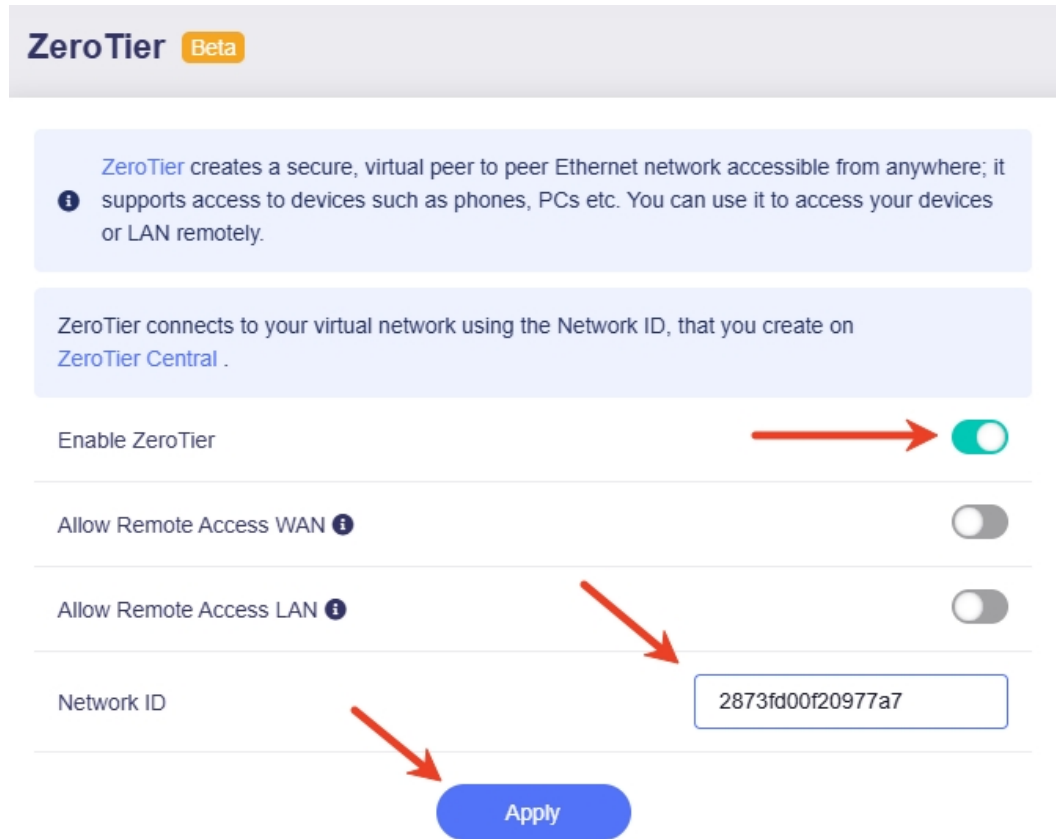 ZeroTier Beta
ZeroTier creates a secure, virtual peer to peer Ethernet network accessible from anywhere; it
supports access to devices such as phones, PCs etc. You can use it to access your devices
or LAN remotely.
ZeroTier connects to your virtual network using the Network ID, that you create on
ZeroTier Central .
Enable ZeroTier
Allow Remote Access WAN
Allow Remote Access LAN
Network ID 2873fd00f20977a7
Apply